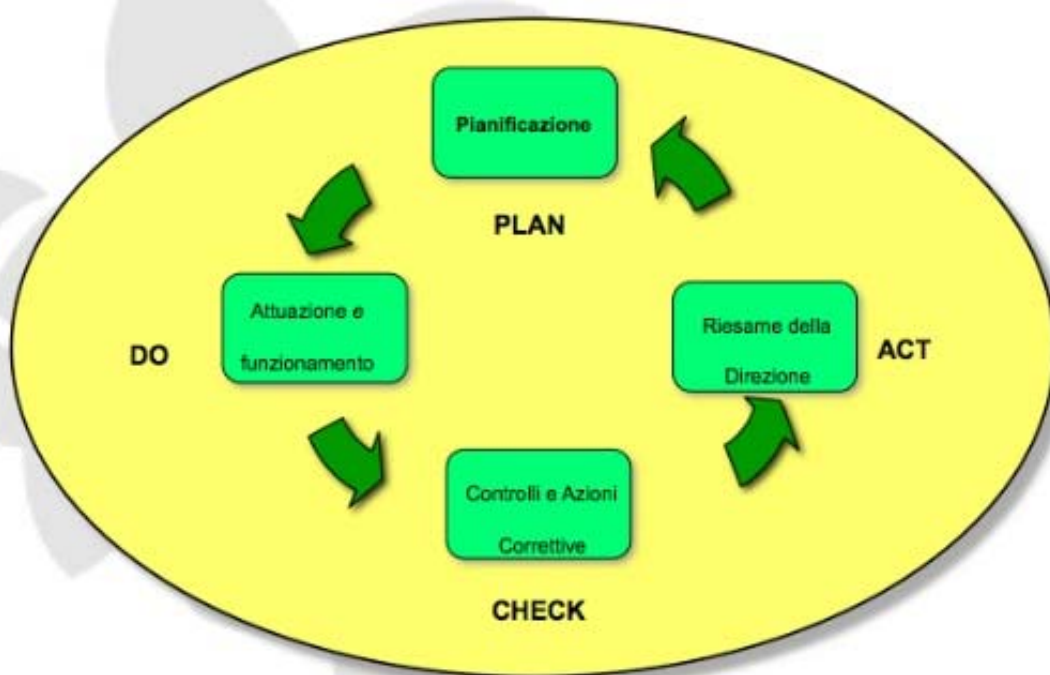 Pianificazione
PLAN
Attuazione e
funzionamento
DO
Riesame della
Direzione
ACT
Controlli e Azioni
Correttive
CHECK